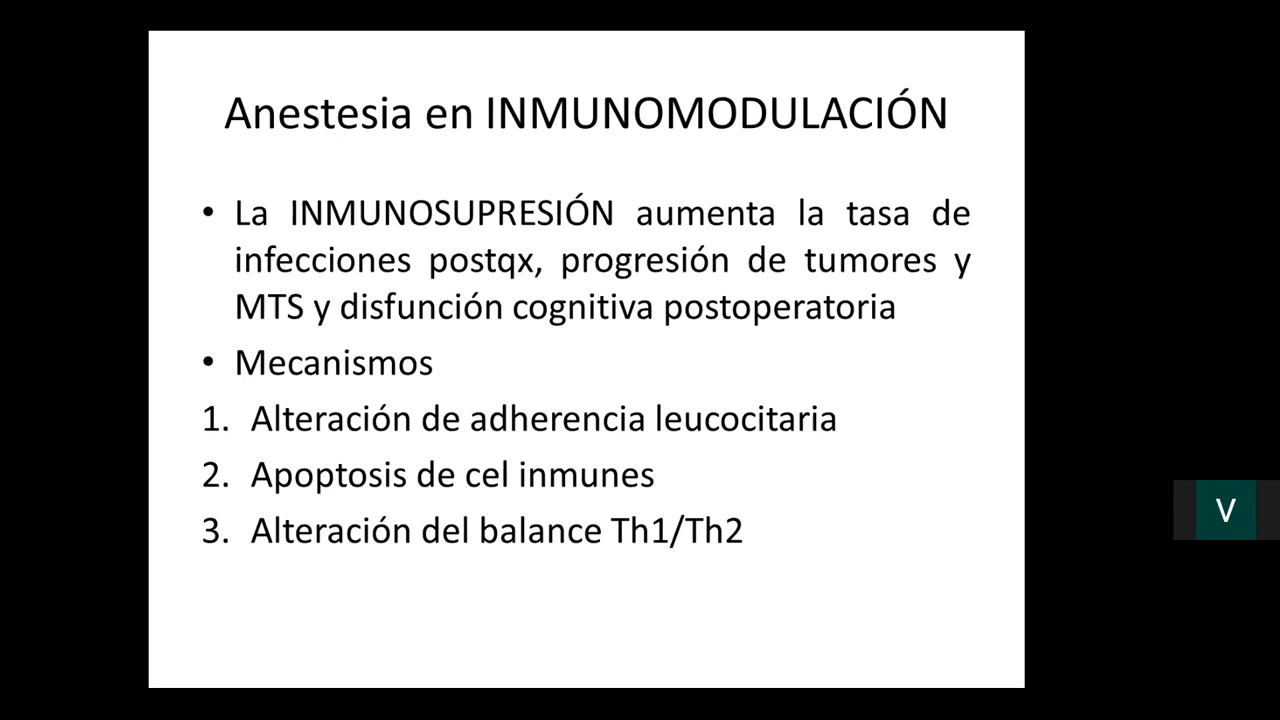 Anestesia en INMUNOMODULACIÓN
• La INMUNOSUPRESIÓN aumenta la tasa de
infecciones postqx, progresión de tumores y
MTS y disfunción cognitiva postoperatoria
• Mecanismos
1. Alteración de adherencia leucocitaria
2. Apoptosis de cel inmunes
3. Alteración del balance Th1/Th2
V